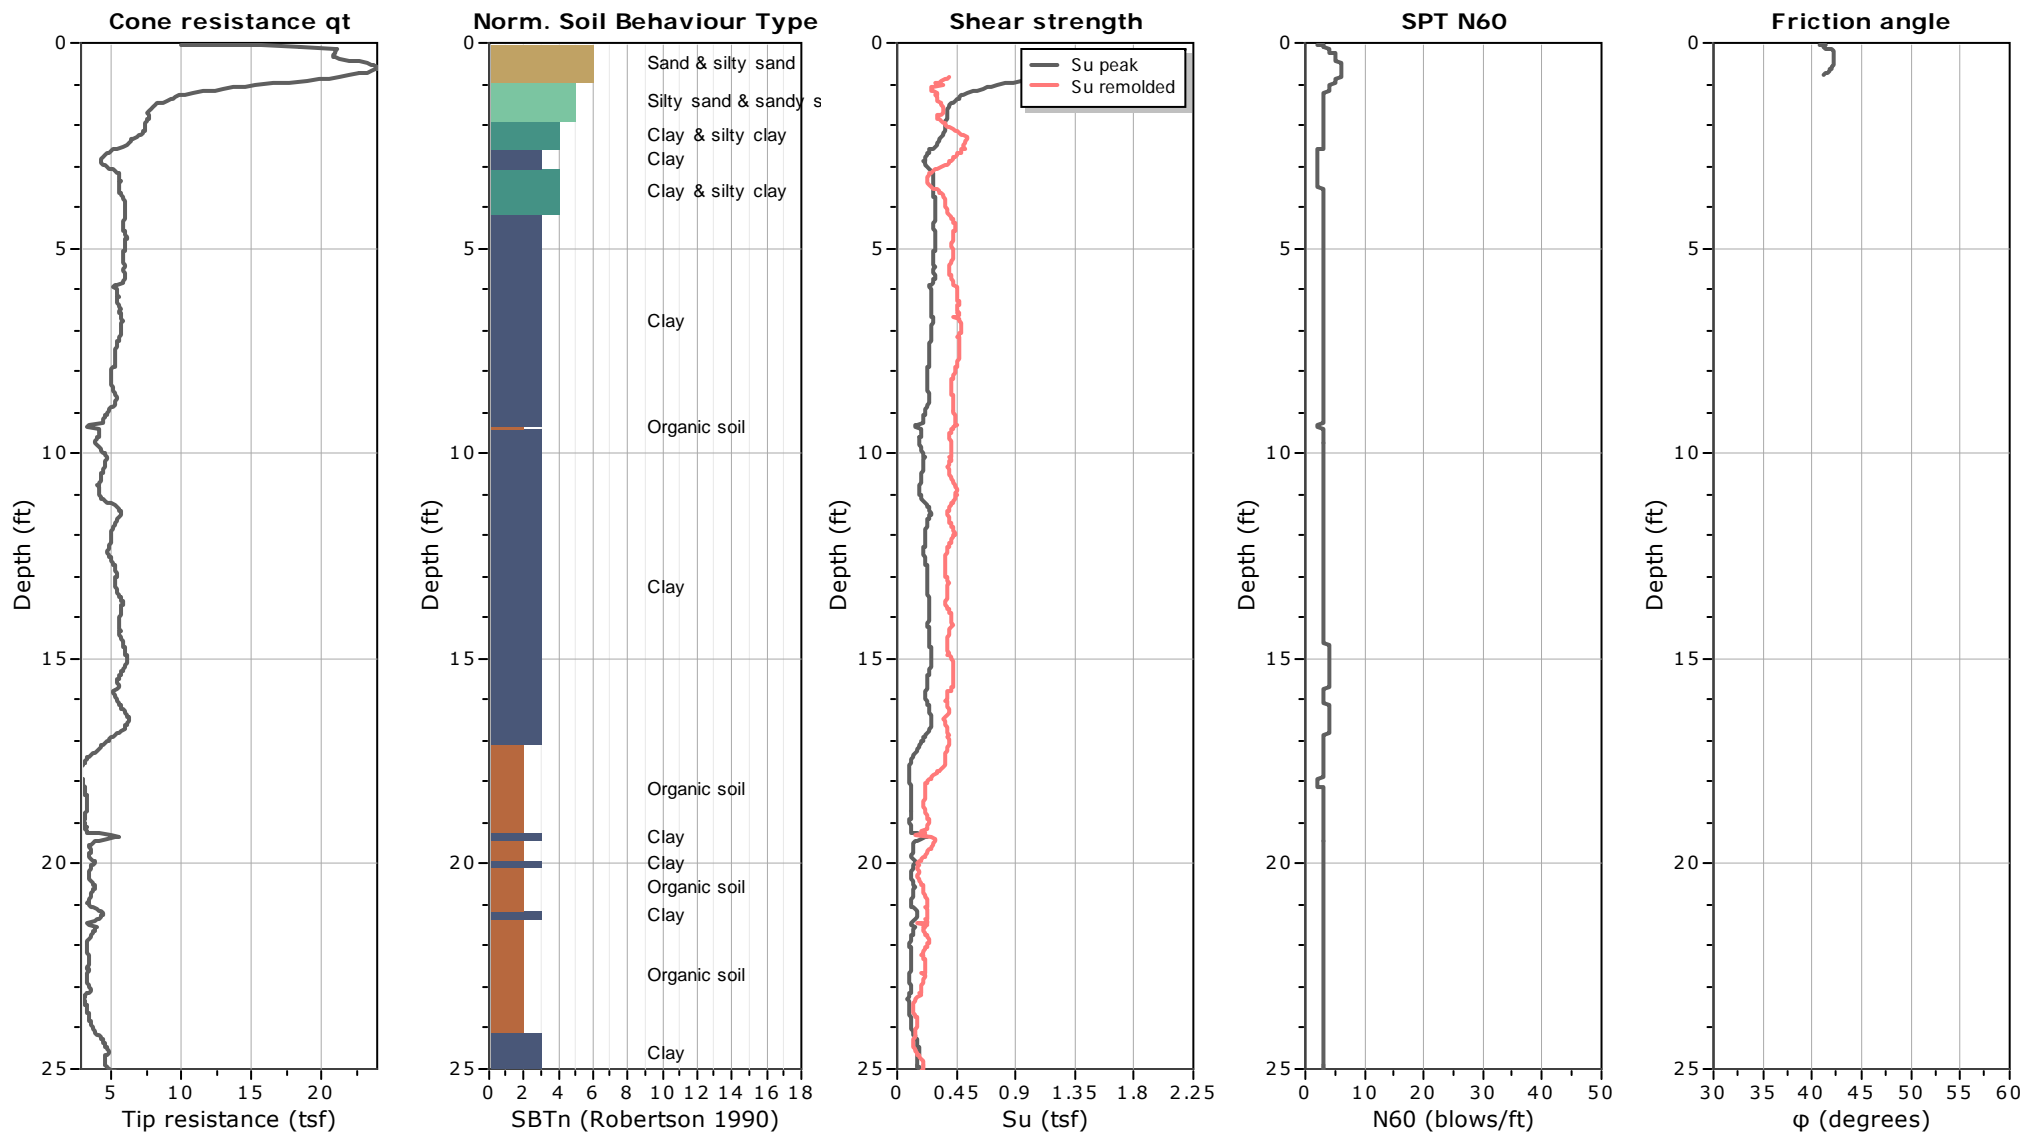 Cone resistance qt
0
5
10
15
20
25
Depth (ft)
5 10 15 20
Tip resistance (tsf)
Norm. Soil Behaviour Type
0
5
10
15
20
25
Depth (ft)
Sand & silty sand
Silty sand & sandy s
Clay & silty clay
Clay
Clay & silty clay
Clay
Organic soil
Clay
Organic soil
Clay
Clay
Organic soil
Clay
Organic soil
Clay
0 2 4 6 8 10 12 14 16 18
SBTn (Robertson 1990)
Shear strength
Su peak
Su remolded
0
5
10
15
20
25
Depth (ft)
0 0.45 0.9 1.35 1.8 2.25
Su (tsf)
SPT N60
0
5
10
15
20
25
Depth (ft)
0 10 20 30 40 50
N60 (blows/ft)
Friction angle
0
5
10
15
20
25
Depth (ft)
30 35 40 45 50 55 60
φ (degrees)